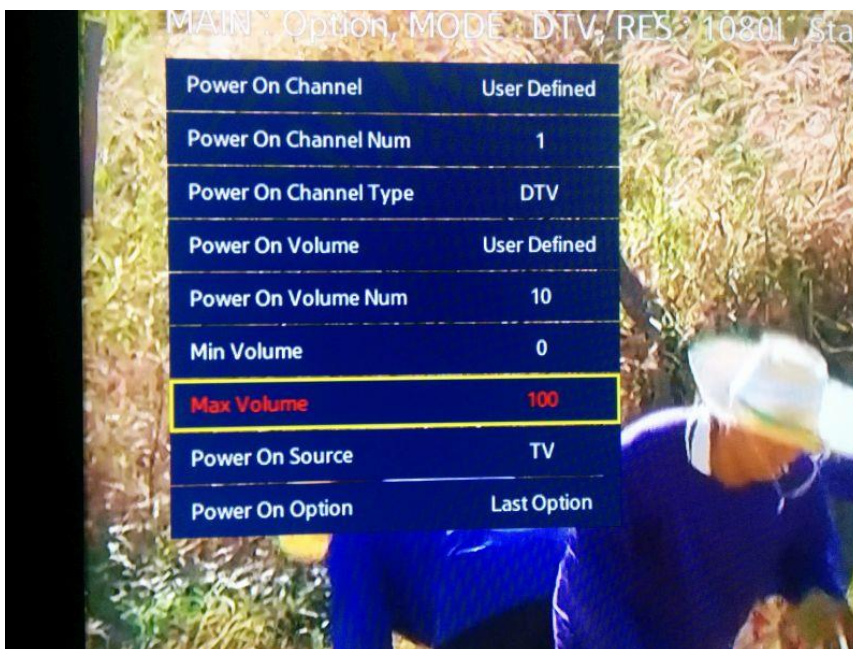 MAIN : Option, MODE : DTV, RES : 1080I, Sta
Power On Channel User Defined
Power On Channel Num 1
Power On Channel Type DTV
Power On Volume User Defined
Power On Volume Num 10
Min Volume 0
Max Volume 100
Power On Source TV
Power On Option Last Option